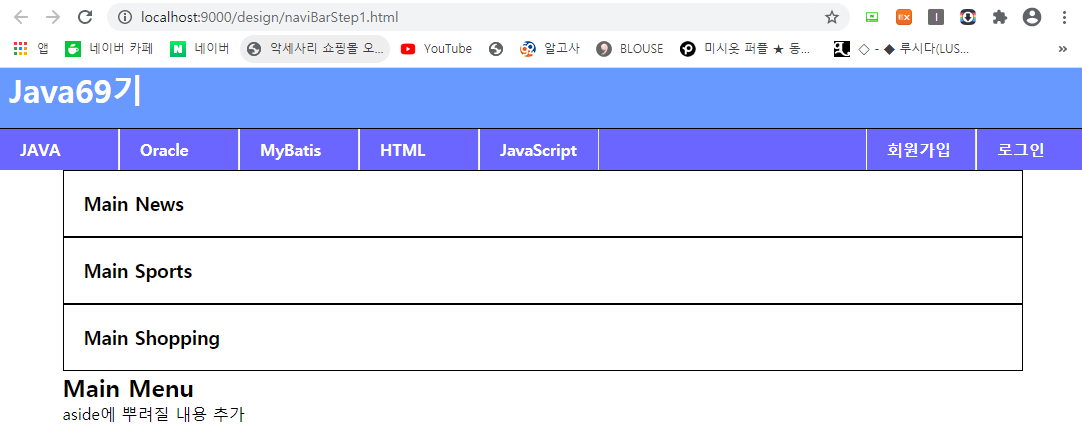 localhost:9000/design/naviBarStep1.html
앱 네이버 카페 네이버 악세사리 쇼핑몰 오... YouTube 알고사 BLOUSE 미시옷 퍼플 ★ 동... ◇ - ◆ 루시다(LUS... »
Java69기
JAVA Oracle MyBatis HTML JavaScript 회원가입 로그인
Main News
Main Sports
Main Shopping
Main Menu
aside에 뿌려질 내용 추가